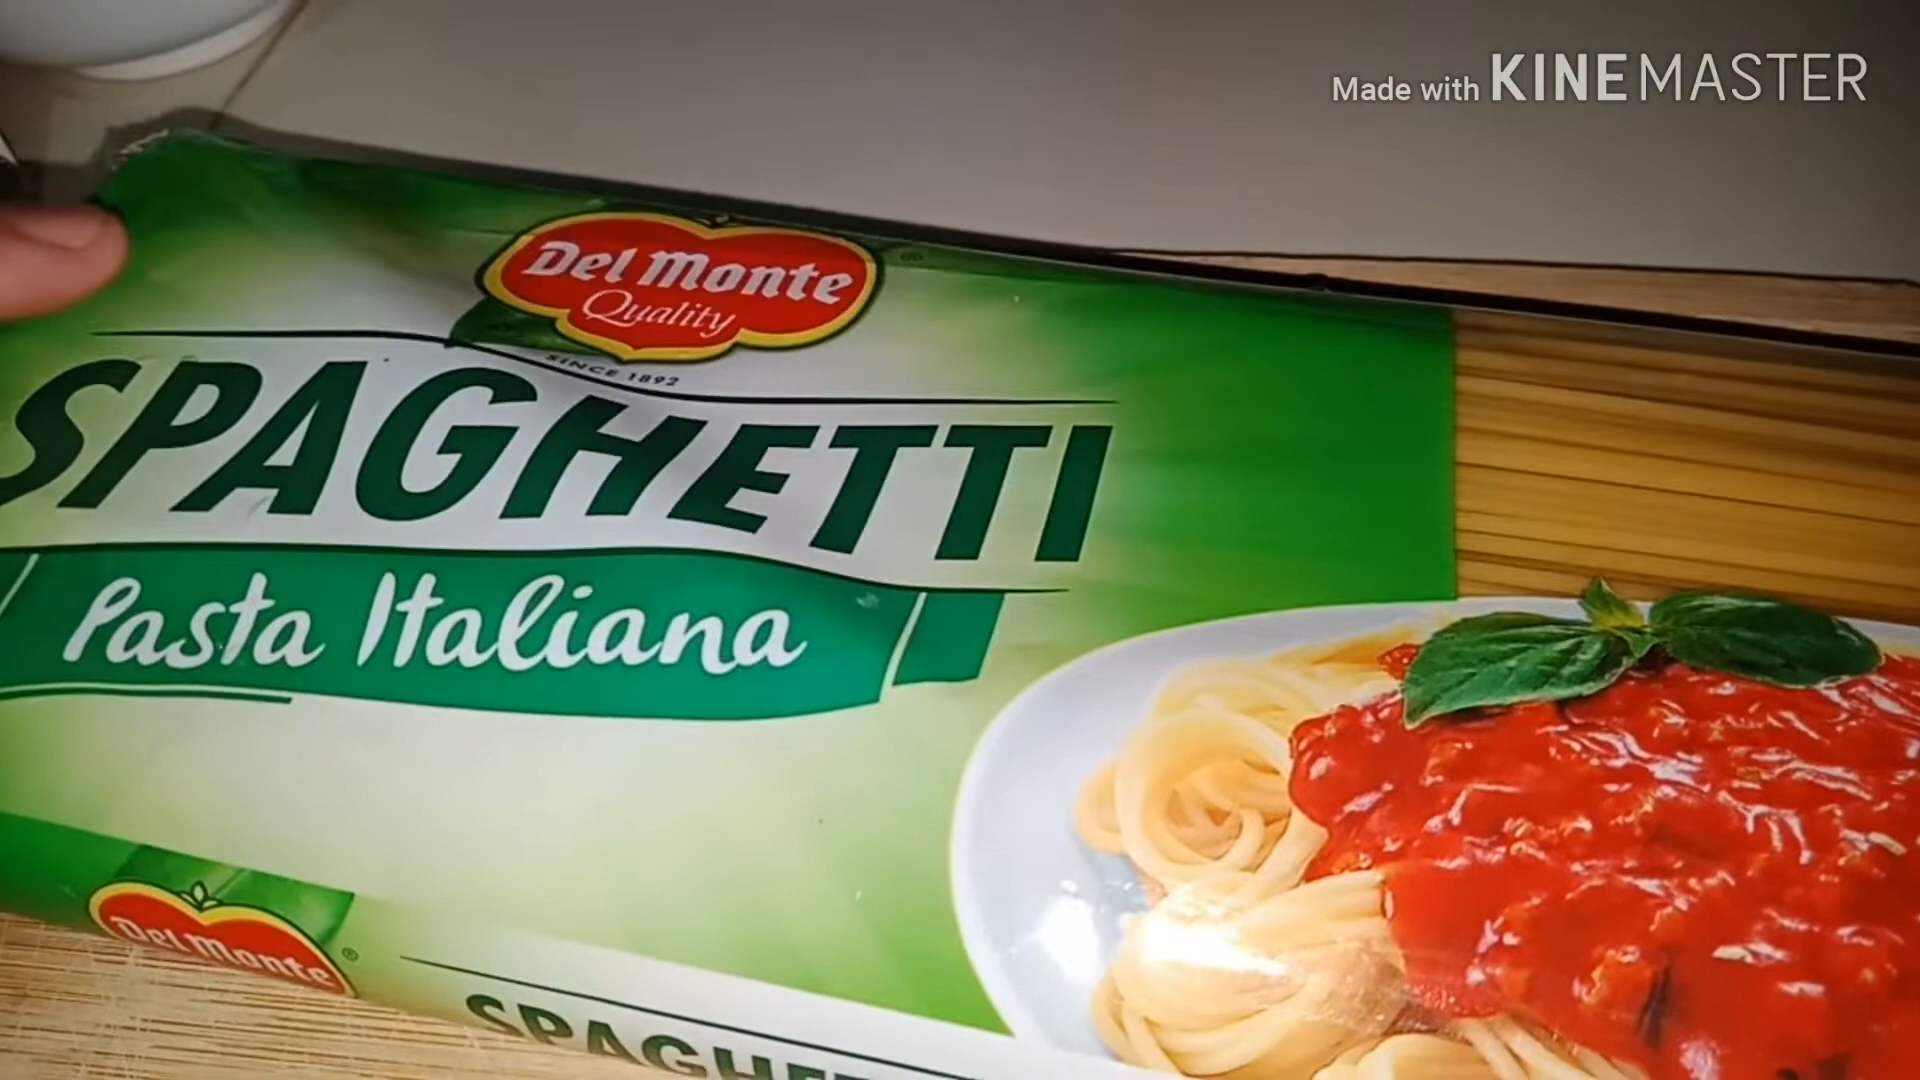 Made with KINEMASTER
Del Monte
Quality
SINCE 1892
SPAGHETTI
Pasta Italiana
Del Monte